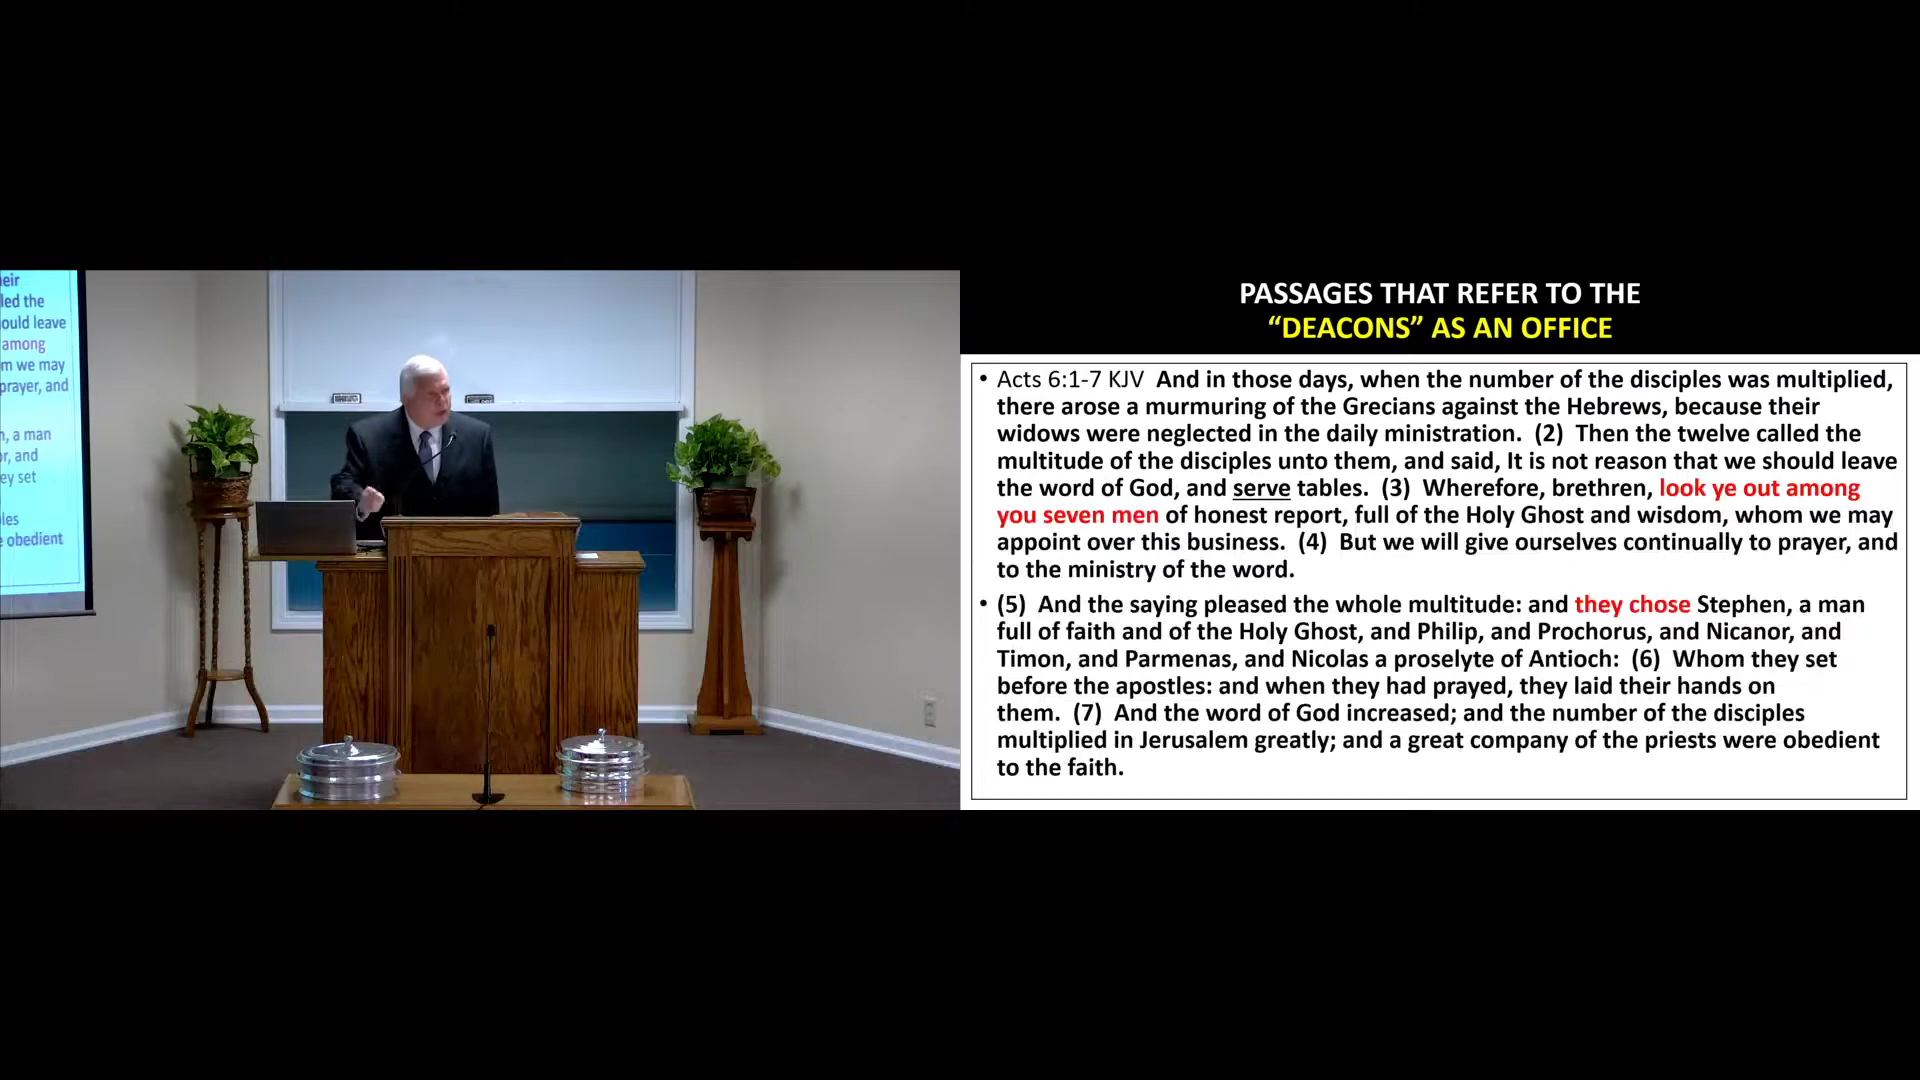 eir
led the
ould leave
among
m we may
prayer, and
n, a man
or, and
ey set
les
e obedient
PASSAGES THAT REFER TO THE
“DEACONS” AS AN OFFICE
• Acts 6:1-7 KJV And in those days, when the number of the disciples was multiplied,
there arose a murmuring of the Grecians against the Hebrews, because their
widows were neglected in the daily ministration. (2) Then the twelve called the
multitude of the disciples unto them, and said, It is not reason that we should leave
the word of God, and serve tables. (3) Wherefore, brethren, look ye out among
you seven men of honest report, full of the Holy Ghost and wisdom, whom we may
appoint over this business. (4) But we will give ourselves continually to prayer, and
to the ministry of the word.
• (5) And the saying pleased the whole multitude: and they chose Stephen, a man
full of faith and of the Holy Ghost, and Philip, and Prochorus, and Nicanor, and
Timon, and Parmenas, and Nicolas a proselyte of Antioch: (6) Whom they set
before the apostles: and when they had prayed, they laid their hands on
them. (7) And the word of God increased; and the number of the disciples
multiplied in Jerusalem greatly; and a great company of the priests were obedient
to the faith.